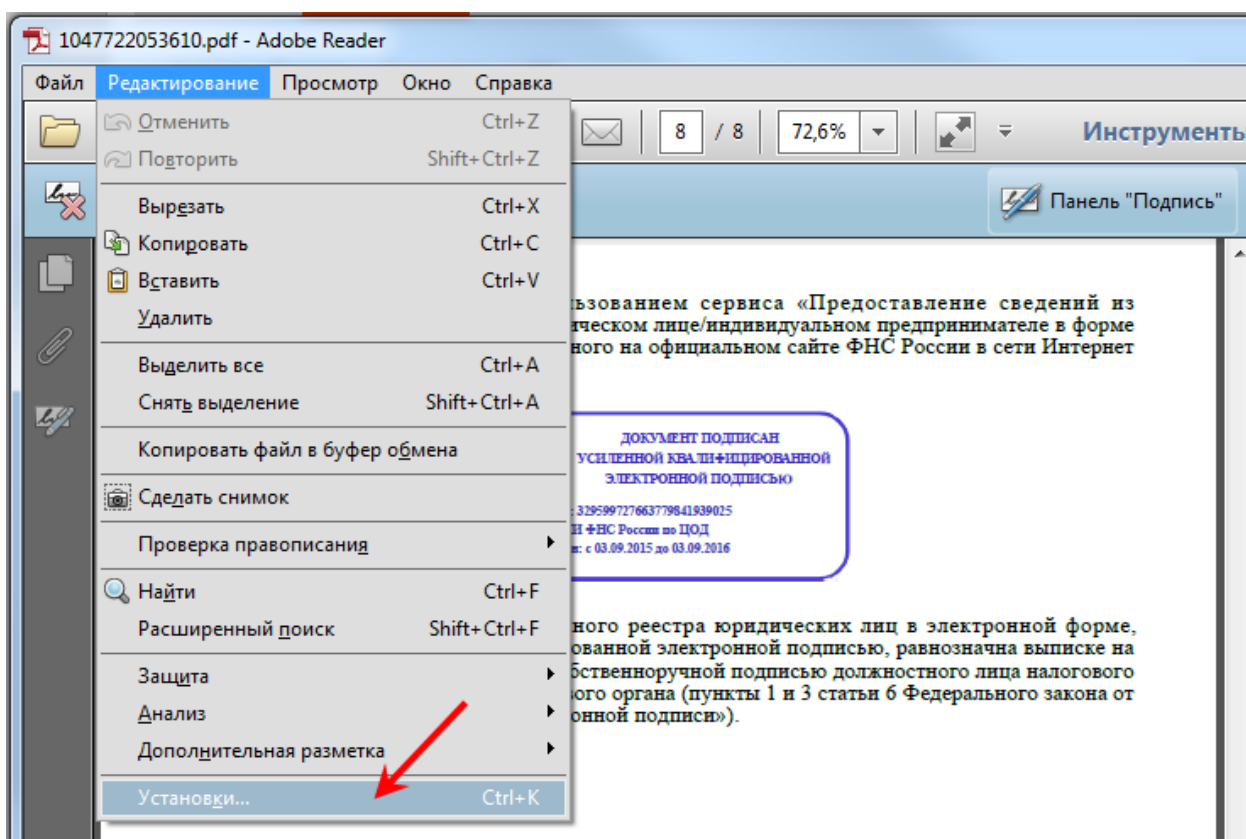 1047722053610.pdf - Adobe Reader
Файл Редактирование Просмотр Окно Справка
Отменить Ctrl+Z
8 / 8 72,6% Инструменты
Повторить Shift+Ctrl+Z
Вырезать Ctrl+X
Панель "Подпись"
Копировать Ctrl+C
Вставить Ctrl+V
Удалить
Выделить все Ctrl+A
Снять выделение Shift+Ctrl+A
Копировать файл в буфер обмена
Сделать снимок
Проверка правописания
Найти Ctrl+F
Расширенный поиск Shift+Ctrl+F
Защита
Анализ
Дополнительная разметка
Установки... Ctrl+K
льзованием сервиса «Предоставление сведений из
ическом лице/индивидуальном предпринимателе в форме
ного на официальном сайте ФНС России в сети Интернет
ДОКУМЕНТ ПОДПИСАН
УСИЛЕННОЙ КВАЛИФИЦИРОВАННОЙ
ЭЛЕКТРОННОЙ ПОДПИСЬЮ
: 329599727663779841939025
И ФНС России по ЦОД
н: с 03.09.2015 до 03.09.2016
ного реестра юридических лиц в электронной форме,
ованной электронной подписью, равнозначна выписке на
бственноручной подписью должностного лица налогового
ого органа (пункты 1 и 3 статьи 6 Федерального закона от
онной подписи»).